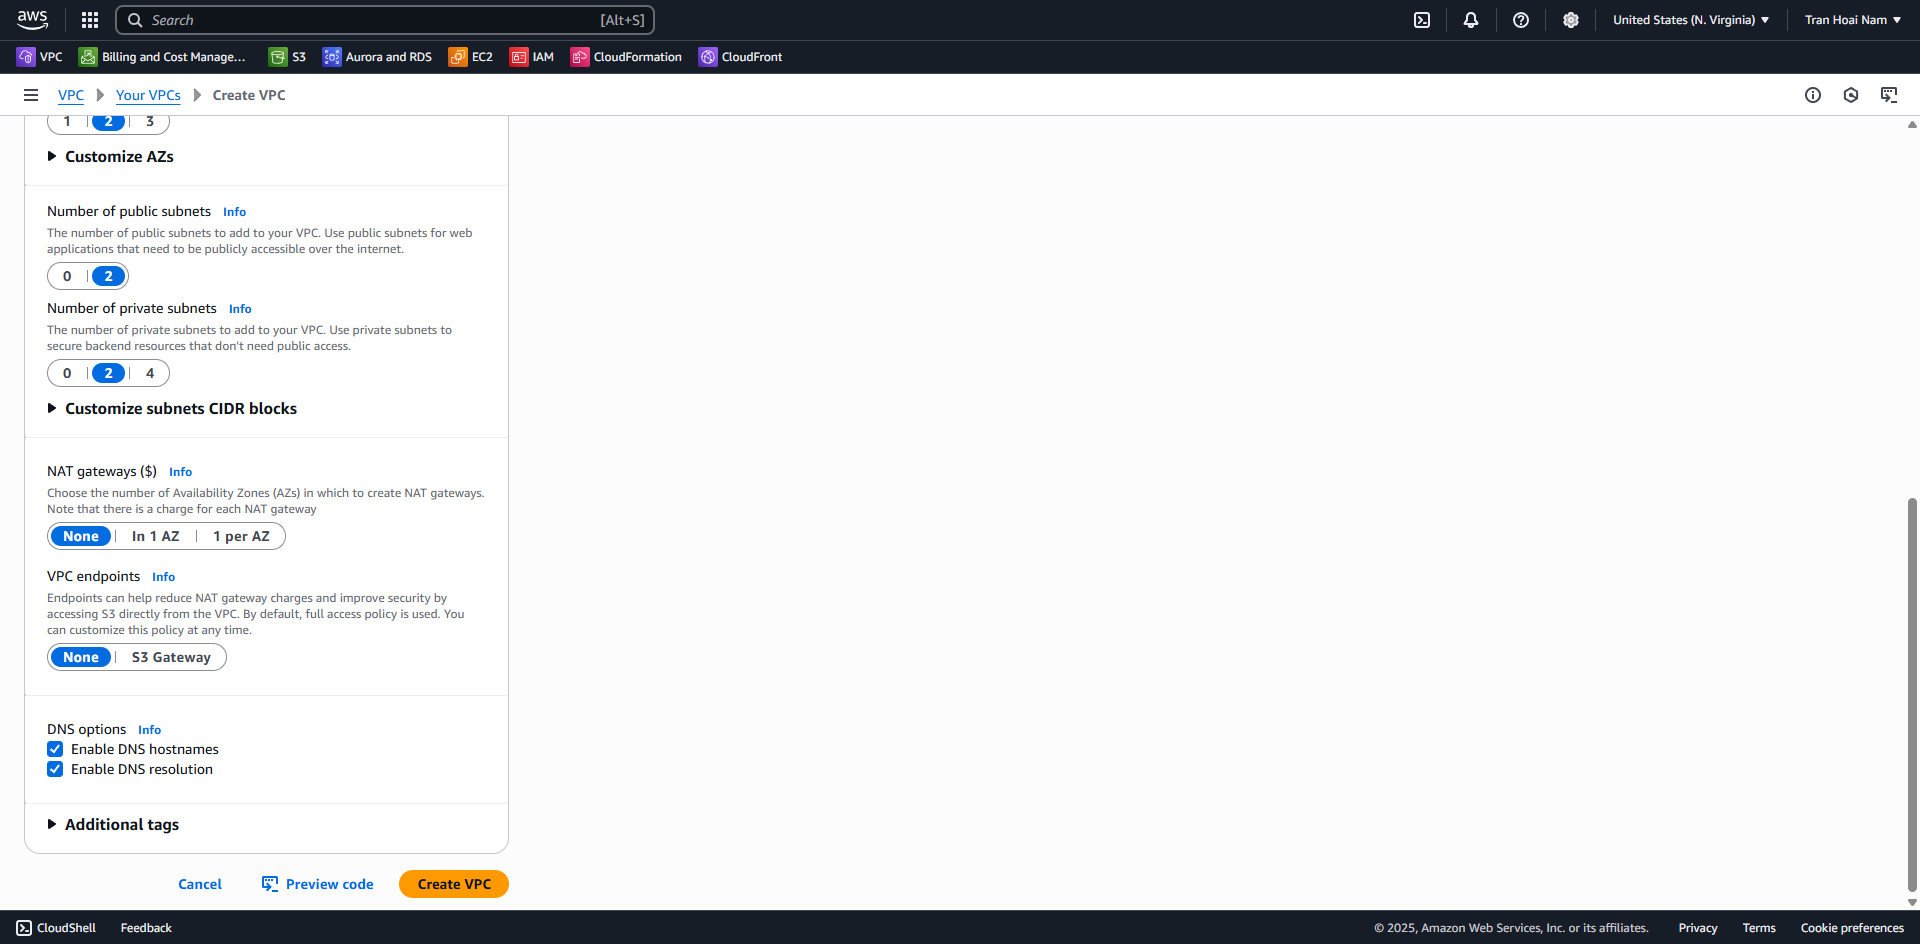 aws
Search [Alt+S]
United States (N. Virginia) Tran Hoai Nam
VPC Billing and Cost Manage... S3 Aurora and RDS EC2 IAM CloudFormation CloudFront
VPC Your VPCs Create VPC
1 2 3
Customize AZs
Number of public subnets Info
The number of public subnets to add to your VPC. Use public subnets for web
applications that need to be publicly accessible over the internet.
0 2
Number of private subnets Info
The number of private subnets to add to your VPC. Use private subnets to
secure backend resources that don't need public access.
0 2 4
Customize subnets CIDR blocks
NAT gateways ($) Info
Choose the number of Availability Zones (AZs) in which to create NAT gateways.
Note that there is a charge for each NAT gateway
None In 1 AZ 1 per AZ
VPC endpoints Info
Endpoints can help reduce NAT gateway charges and improve security by
accessing S3 directly from the VPC. By default, full access policy is used. You
can customize this policy at any time.
None S3 Gateway
DNS options Info
Enable DNS hostnames
Enable DNS resolution
Additional tags
Cancel Preview code Create VPC
CloudShell Feedback © 2025, Amazon Web Services, Inc. or its affiliates. Privacy Terms Cookie preferences